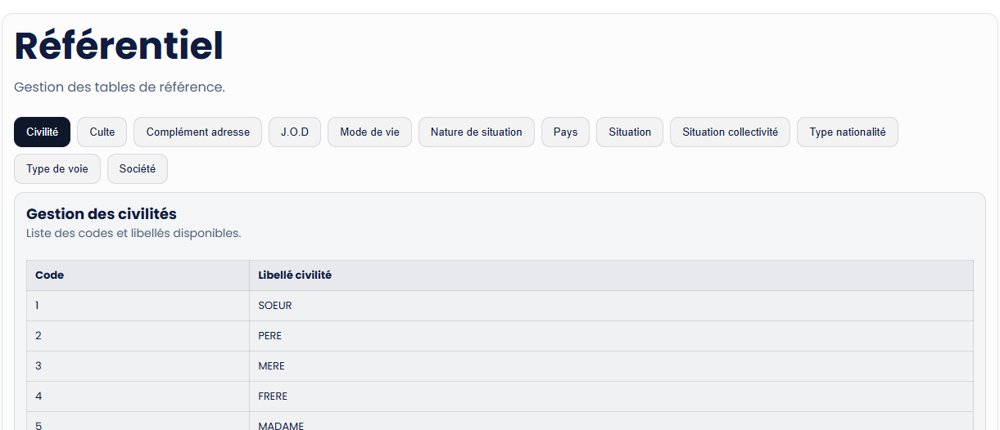 Référentiel
Gestion des tables de référence.
Civilité Culte Complément adresse J.O.D Mode de vie Nature de situation Pays Situation Situation collectivité Type nationalité
Type de voie Société
Gestion des civilités
Liste des codes et libellés disponibles.
Code Libellé civilité
1 SOEUR
2 PERE
3 MERE
4 FRERE
5 MADAME